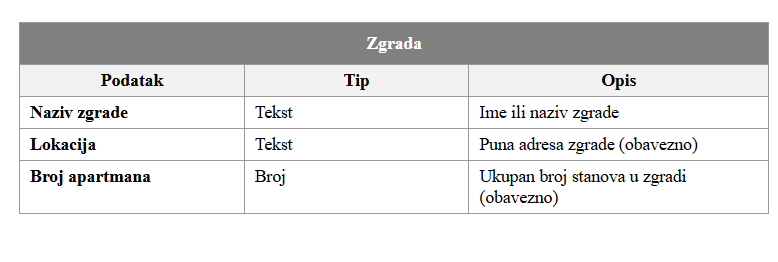 Zgrada
Podatak Tip Opis
Naziv zgrade Tekst Ime ili naziv zgrade
Lokacija Tekst Puna adresa zgrade (obavezno)
Broj apartmana Broj Ukupan broj stanova u zgradi
(obavezno)